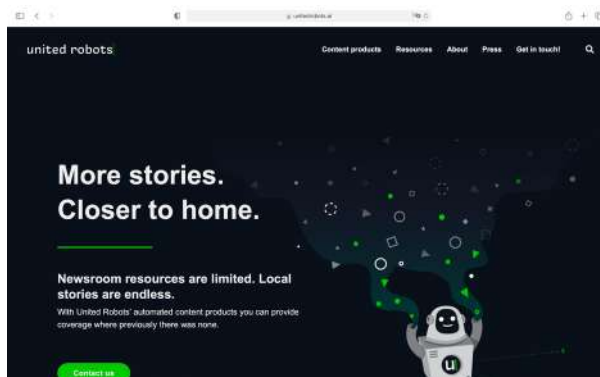 unitedrobots.ai
united robots
Content products Resources About Press Get in touch!
More stories.
Closer to home.
Newsroom resources are limited. Local
stories are endless.
With United Robots' automated content products you can provide
coverage where previously there was none.
Contact us
u